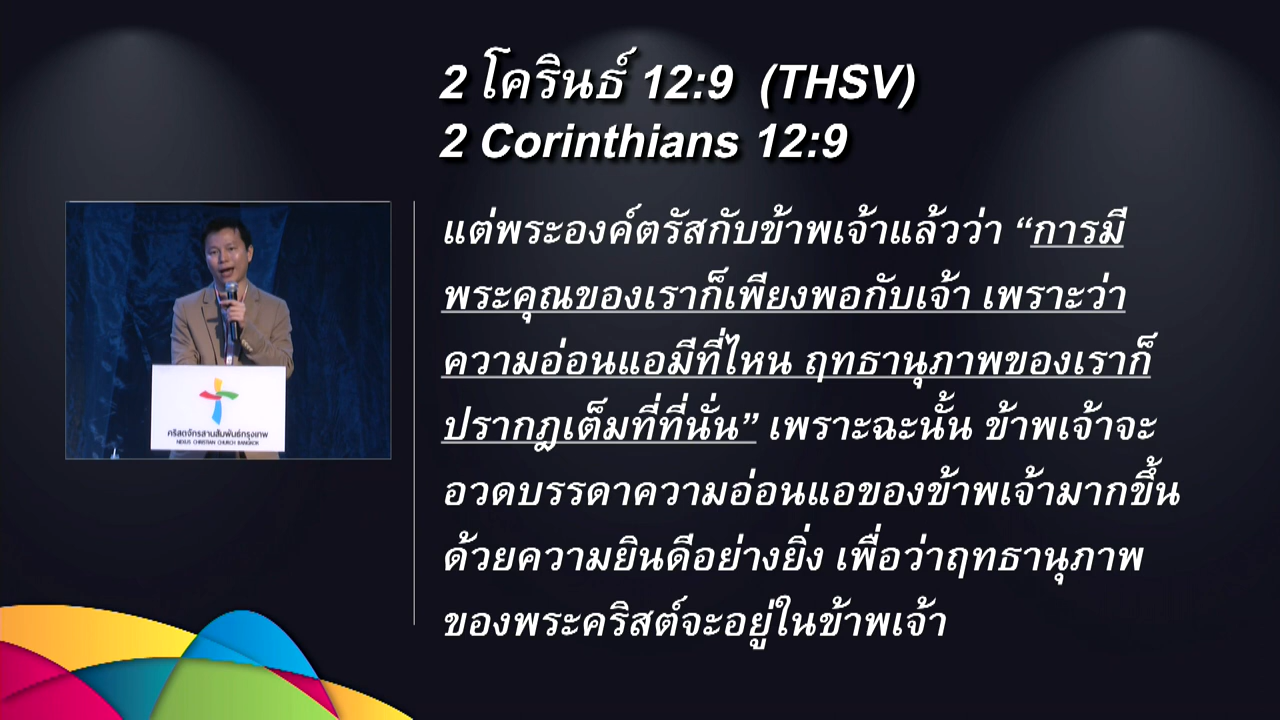 2 โครินธ์ 12:9 (THSV)
2 Corinthians 12:9
แต่พระองค์ตรัสกับข้าพเจ้าแล้วว่า “การมี
พระคุณของเราก็เพียงพอกับเจ้า เพราะว่า
ความอ่อนแอมีที่ไหน ฤทธานุภาพของเราก็
ปรากฏเต็มที่ที่นั่น” เพราะฉะนั้น ข้าพเจ้าจะ
อวดบรรดาความอ่อนแอของข้าพเจ้ามากขึ้น
ด้วยความยินดีอย่างยิ่ง เพื่อว่าฤทธานุภาพ
ของพระคริสต์จะอยู่ในข้าพเจ้า
คริสตจักรสานสัมพันธ์กรุงเทพ
NEXUS CHRISTIAN CHURCH BANGKOK